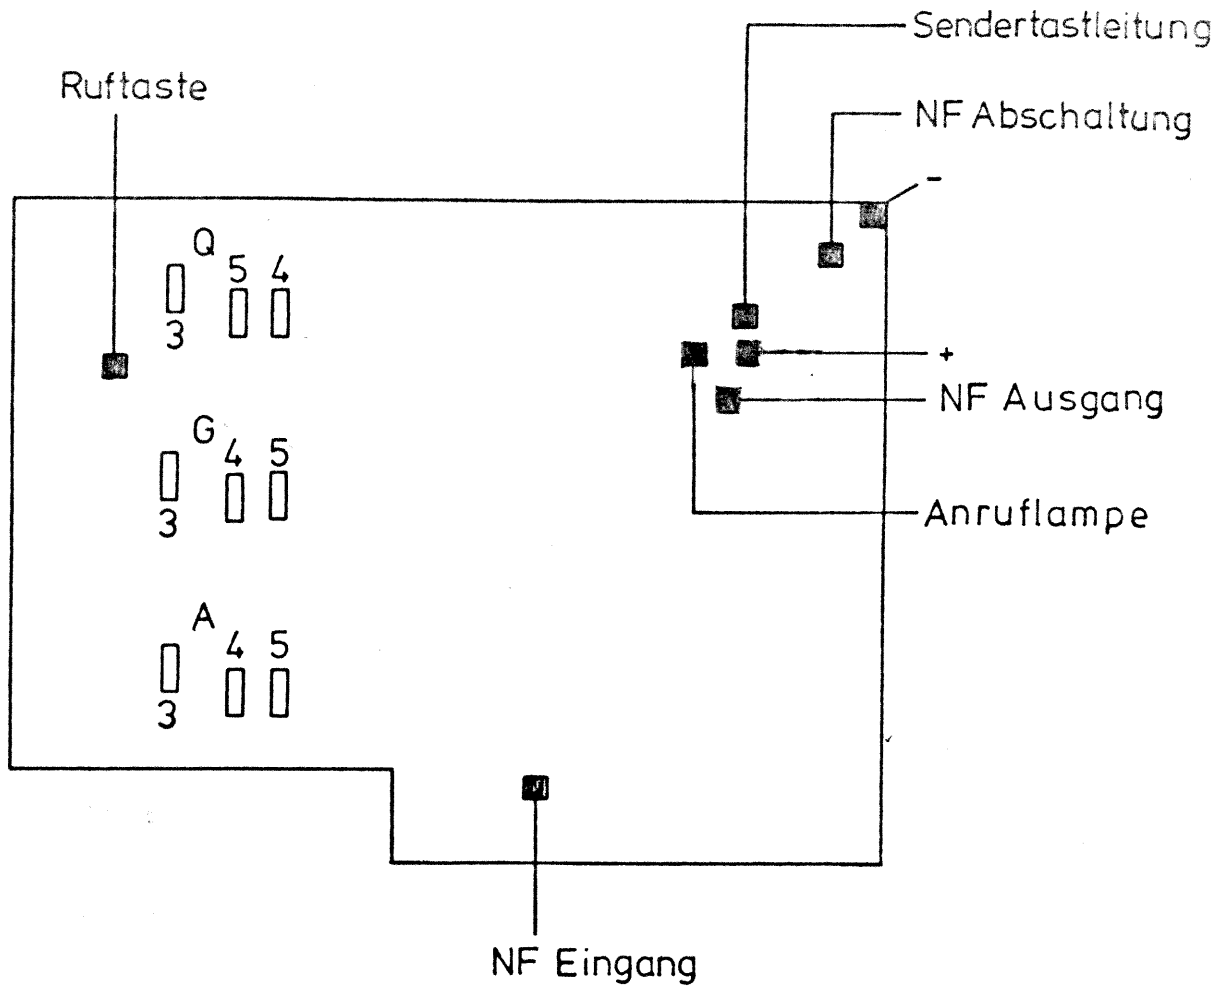 Sendertastleitung
Ruftaste
NF Abschaltung
-
Q
5 4
3
+
NF Ausgang
G
4 5
3
Anruflampe
A
4 5
3
NF Eingang